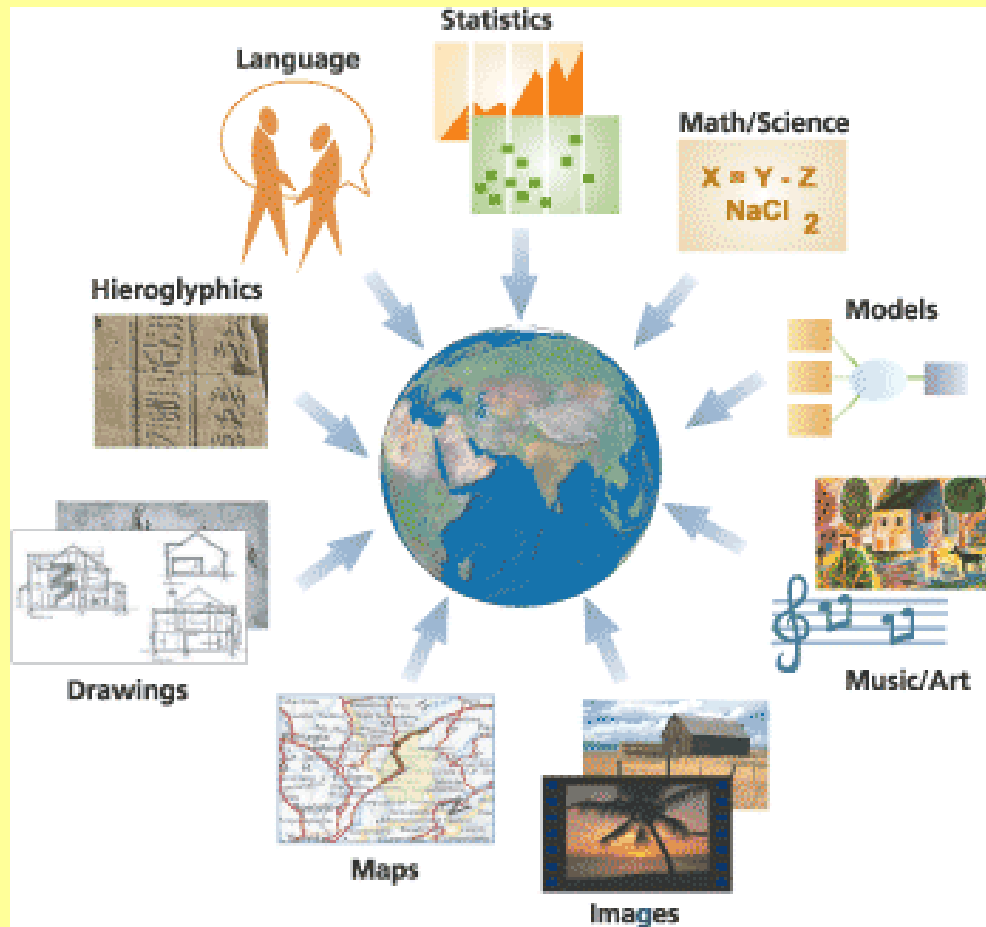 Statistics
Language
Math/Science
X = Y - Z
NaCl 2
Hieroglyphics
Models
Drawings
Music/Art
Maps
Images